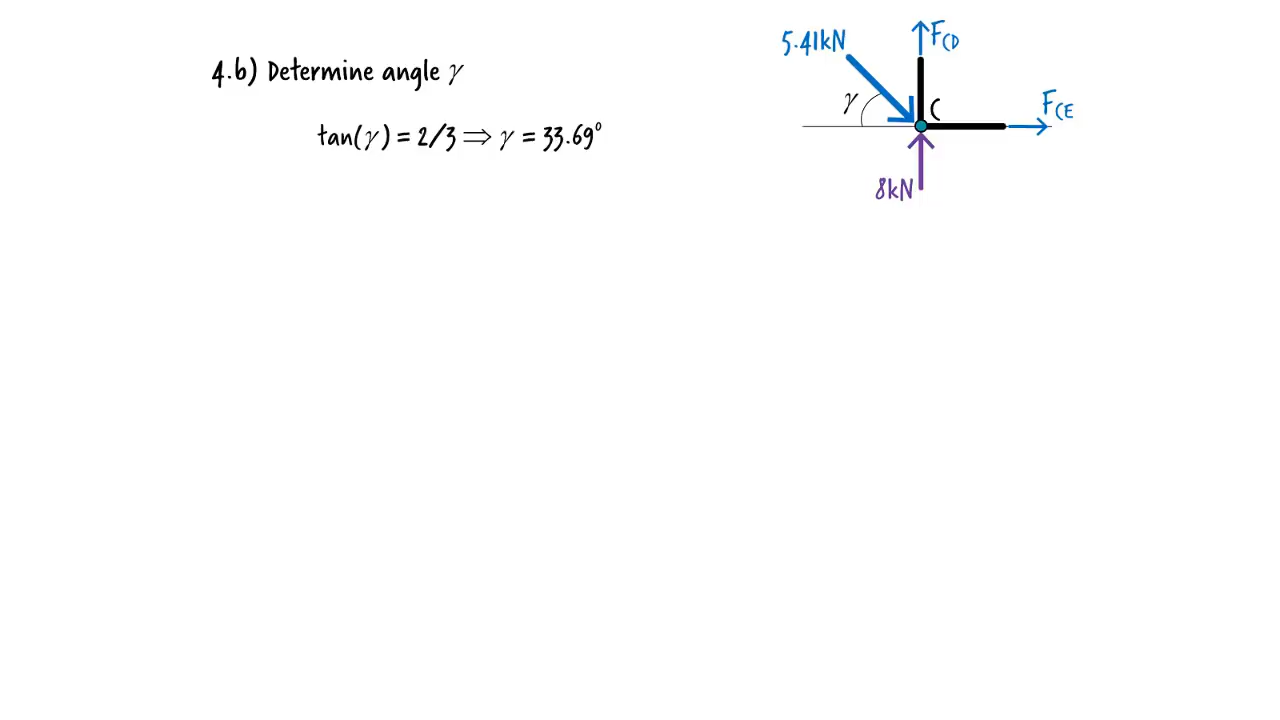 4.b) Determine angle γ
tan(γ) = 2/3 ⟹ γ = 33.69°
5.41kN
F_CD
γ
C
F_CE
8kN